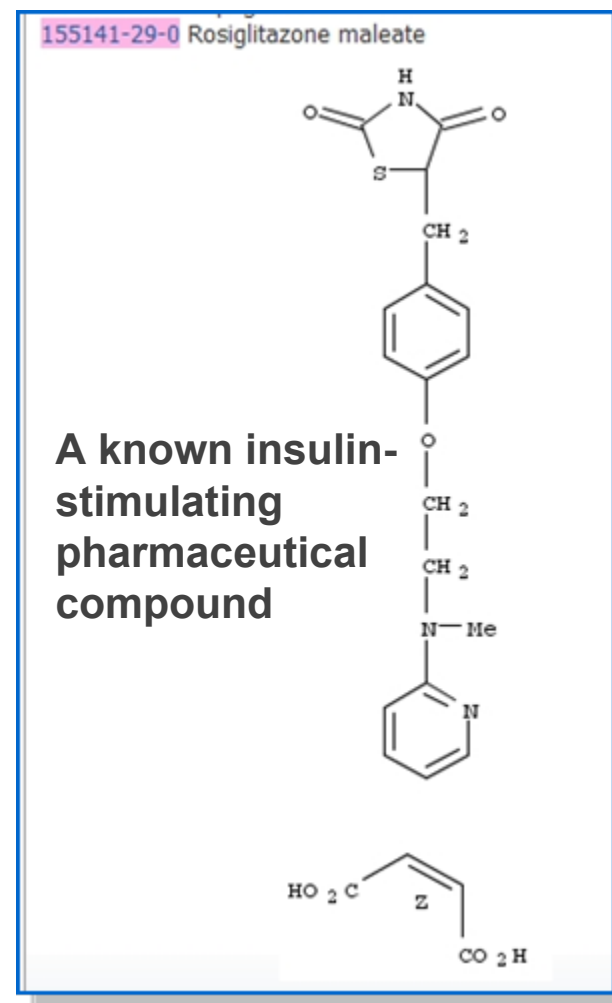 155141-29-0 Rosiglitazone maleate
H
N
O
O
S
CH 2
O
A known insulin-
stimulating
pharmaceutical
compound
CH 2
CH 2
N Me
N
HO 2 C
Z
CO 2 H